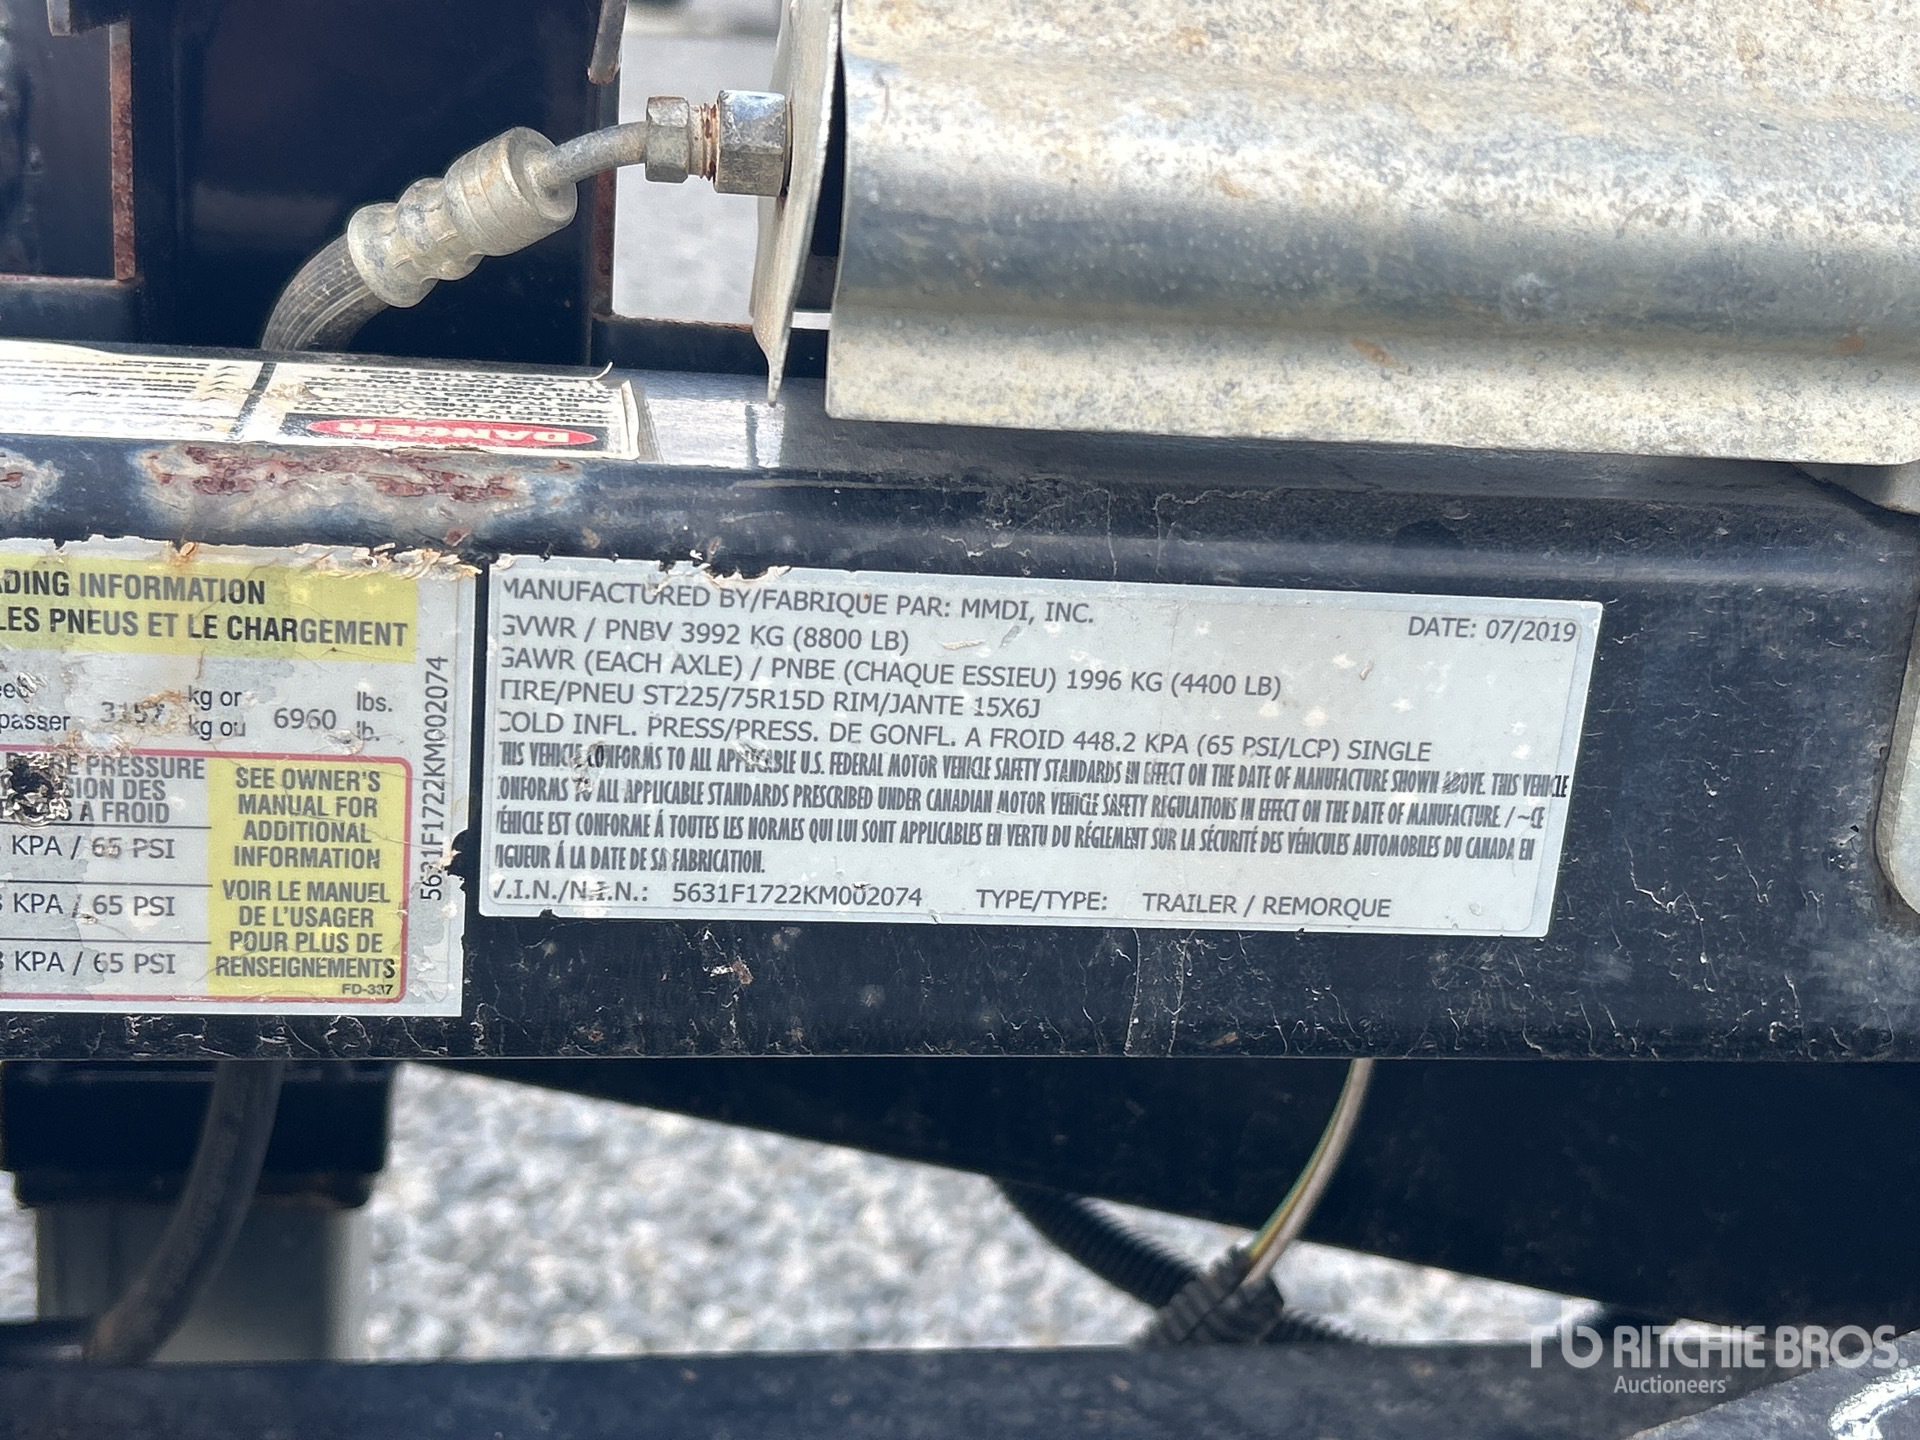 DANGER
DING INFORMATION
LES PNEUS ET LE CHARGEMENT
kg or
lbs.
passer
kg ou
6960
lb.
PRESSURE
SION DES
A FROID
KPA / 65 PSI
KPA / 65 PSI
KPA / 65 PSI
SEE OWNER'S
MANUAL FOR
ADDITIONAL
INFORMATION
VOIR LE MANUEL
DE L'USAGER
POUR PLUS DE
RENSEIGNEMENTS
FD-337
5631F1722KM002074
MANUFACTURED BY/FABRIQUE PAR: MMDI, INC.
DATE: 07/2019
GVWR / PNBV 3992 KG (8800 LB)
GAWR (EACH AXLE) / PNBE (CHAQUE ESSIEU) 1996 KG (4400 LB)
TIRE/PNEU ST225/75R15D RIM/JANTE 15X6J
COLD INFL. PRESS/PRESS. DE GONFL. A FROID 448.2 KPA (65 PSI/LCP) SINGLE
THIS VEHICLE CONFORMS TO ALL APPLICABLE U.S. FEDERAL MOTOR VEHICLE SAFETY STANDARDS IN EFFECT ON THE DATE OF MANUFACTURE SHOWN ABOVE. THIS VEHICLE
CONFORMS TO ALL APPLICABLE STANDARDS PRESCRIBED UNDER CANADIAN MOTOR VEHICLE SAFETY REGULATIONS IN EFFECT ON THE DATE OF MANUFACTURE / ~CE
VÉHICLE EST CONFORME Á TOUTES LES NORMES QUI LUI SONT APPLICABLES EN VERTU DU RÉGLEMENT SUR LA SÉCURITÉ DES VÉHICULES AUTOMOBILES DU CANADA EN
VIGUEUR Á LA DATE DE SA FABRICATION.
V.I.N./N.I.N.: 5631F1722KM002074 TYPE/TYPE: TRAILER / REMORQUE
rb RITCHIE BROS.
Auctioneers